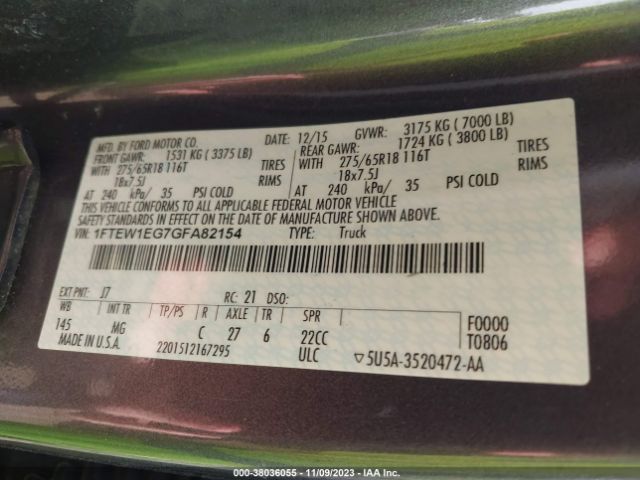 MFD. BY FORD MOTOR CO.
DATE: 12/15 GVWR: 3175 KG ( 7000 LB)
FRONT GAWR: 1531 KG ( 3375 LB)
REAR GAWR: 1724 KG ( 3800 LB)
WITH 275/65R18 116T TIRES
WITH 275/65R18 116T TIRES
18x7.5J RIMS
18x7.5J RIMS
AT 240 kPa/ 35 PSI COLD
AT 240 kPa/ 35 PSI COLD
THIS VEHICLE CONFORMS TO ALL APPLICABLE FEDERAL MOTOR VEHICLE
SAFETY STANDARDS IN EFFECT ON THE DATE OF MANUFACTURE SHOWN ABOVE.
VIN: 1FTEW1EG7GFA82154 TYPE: Truck
EXT PNT: J7 RC: 21 DSO:
WB INT TR TP/PS R AXLE TR SPR
145 MG C 27 6 22CC
F0000
T0806
MADE IN U.S.A. 2201512167295 ULC ▽5U5A-3520472-AA
000-38036055 — 11/09/2023 — IAA Inc.